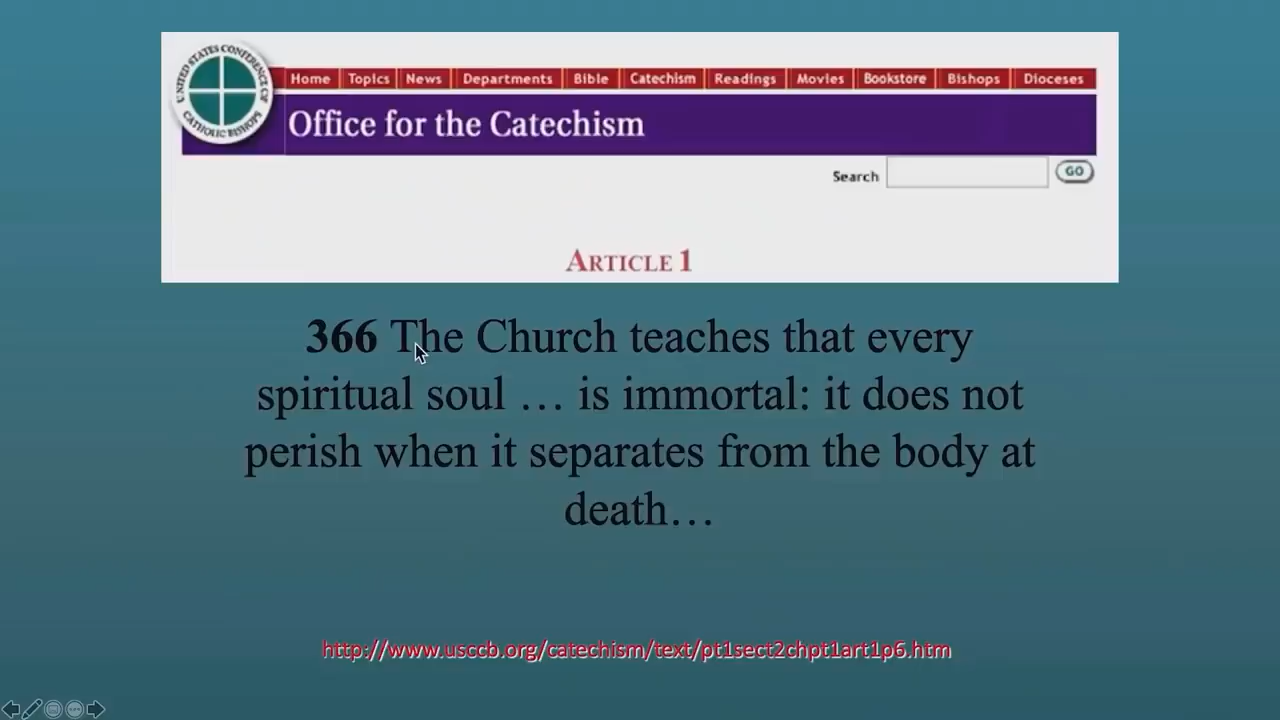 UNITED STATES CONFERENCE OF CATHOLIC BISHOPS
Home Topics News Departments Bible Catechism Readings Movies Bookstore Bishops Dioceses
Office for the Catechism
Search GO
ARTICLE 1
366 The Church teaches that every
spiritual soul … is immortal: it does not
perish when it separates from the body at
death…
http://www.usccb.org/catechism/text/pt1sect2chpt1art1p6.htm